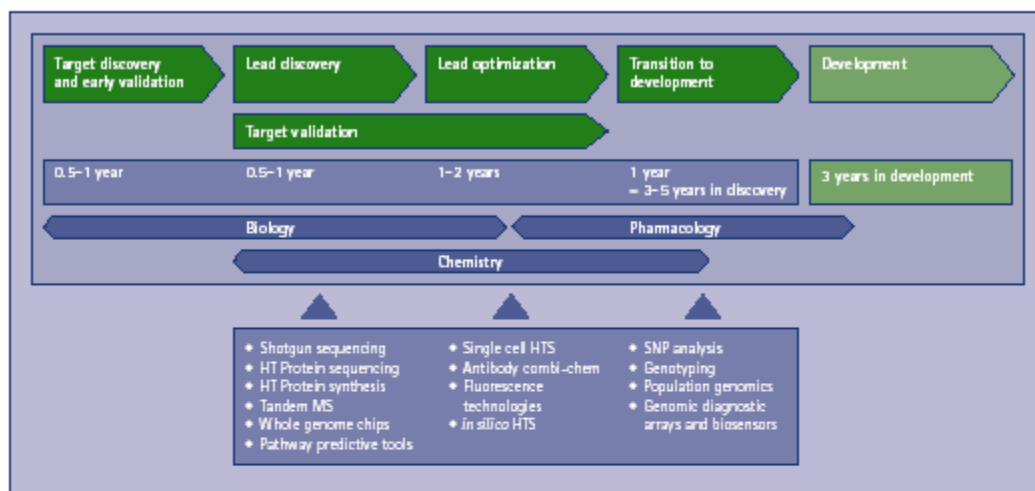 Target discovery
and early validation
Lead discovery
Lead optimization
Transition to
development
Development
Target validation
0.5–1 year
0.5–1 year
1–2 years
1 year
= 3–5 years in discovery
3 years in development
Biology
Pharmacology
Chemistry
• Shotgun sequencing
• HT Protein sequencing
• HT Protein synthesis
• Tandem MS
• Whole genome chips
• Pathway predictive tools
• Single cell HTS
• Antibody combi-chem
• Fluorescence
technologies
• in silico HTS
• SNP analysis
• Genotyping
• Population genomics
• Genomic diagnostic
arrays and biosensors